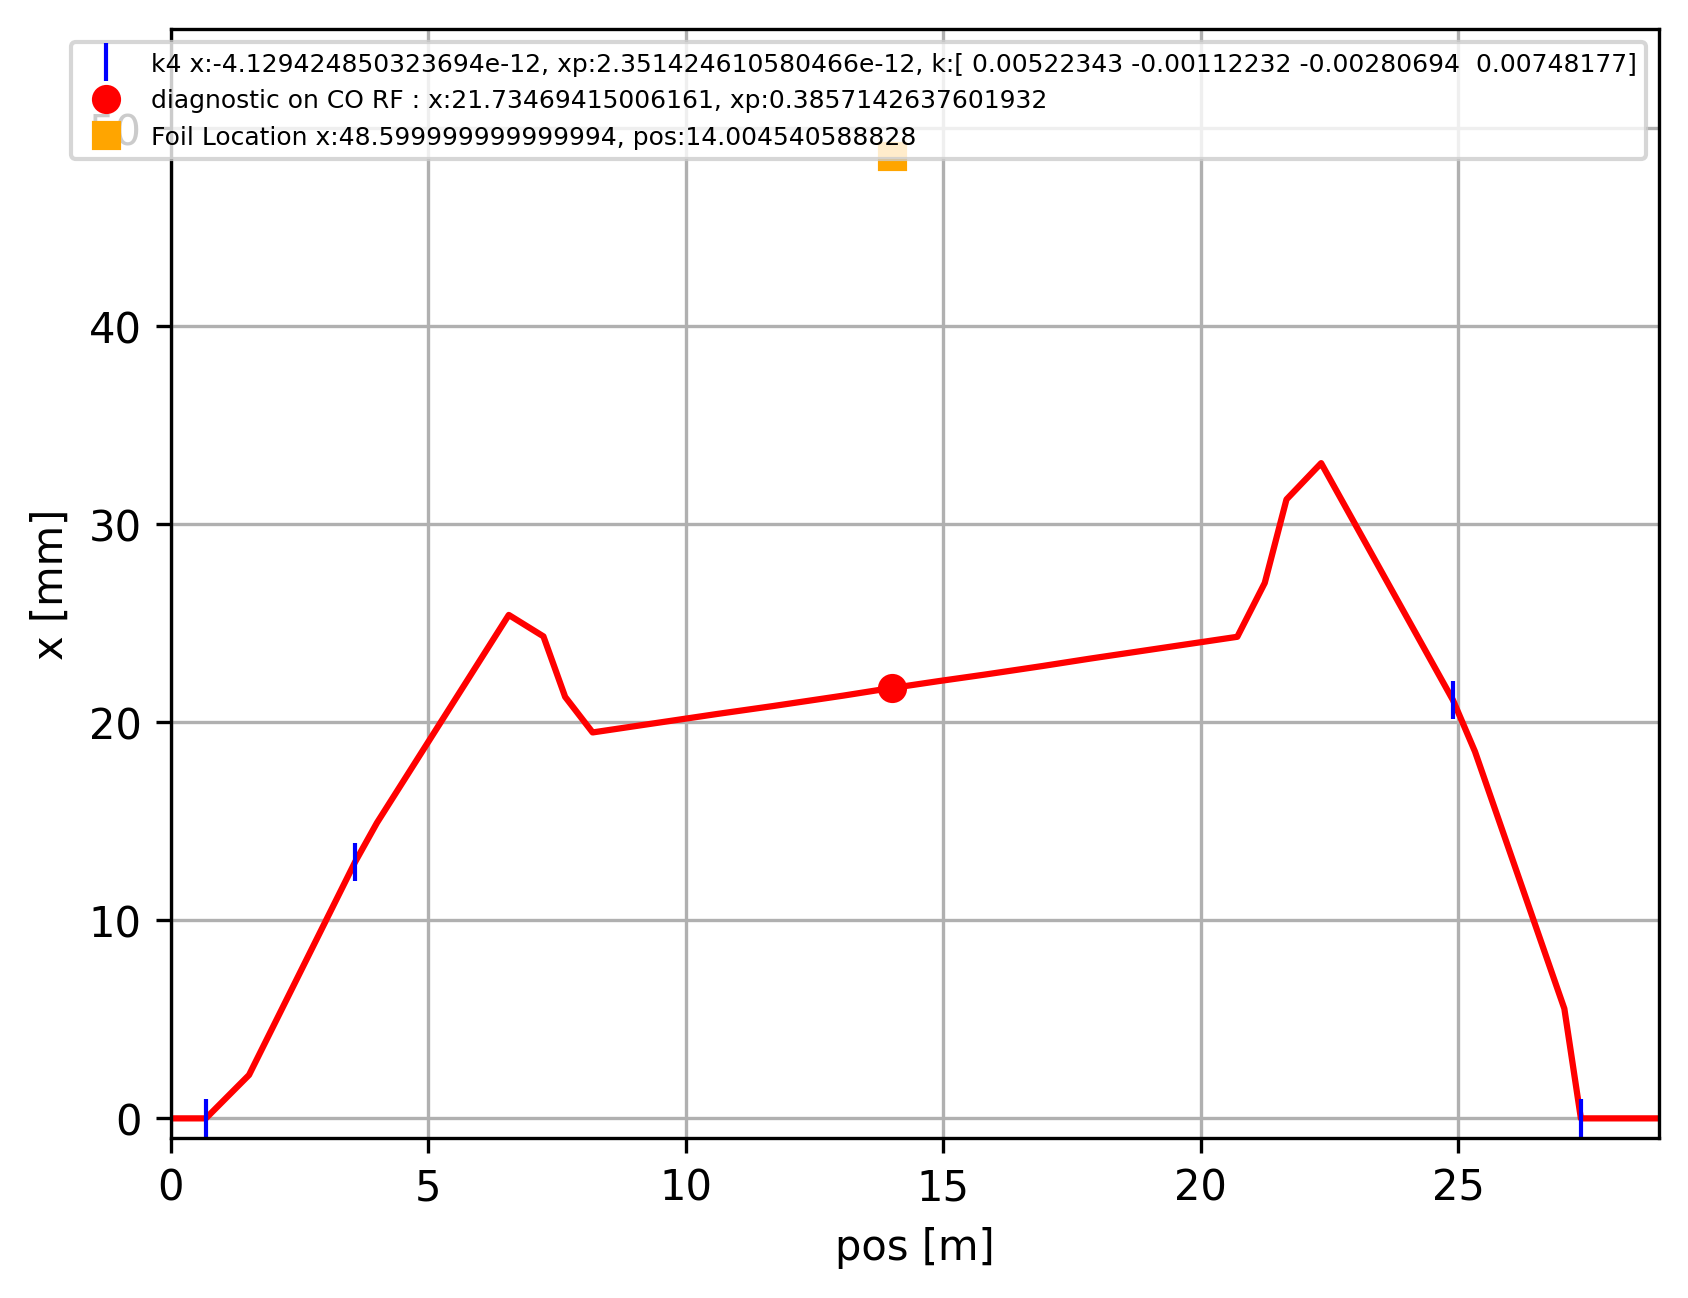 k4 x:-4.129424850323694e-12, xp:2.351424610580466e-12, k:[ 0.00522343 -0.00112232 -0.00280694  0.00748177]
diagnostic on CO RF : x:21.73469415006161, xp:0.3857142637601932
Foil Location x:48.599999999999994, pos:14.004540588828
50
40
30
20
10
0
x [mm]
0 5 10 15 20 25
pos [m]